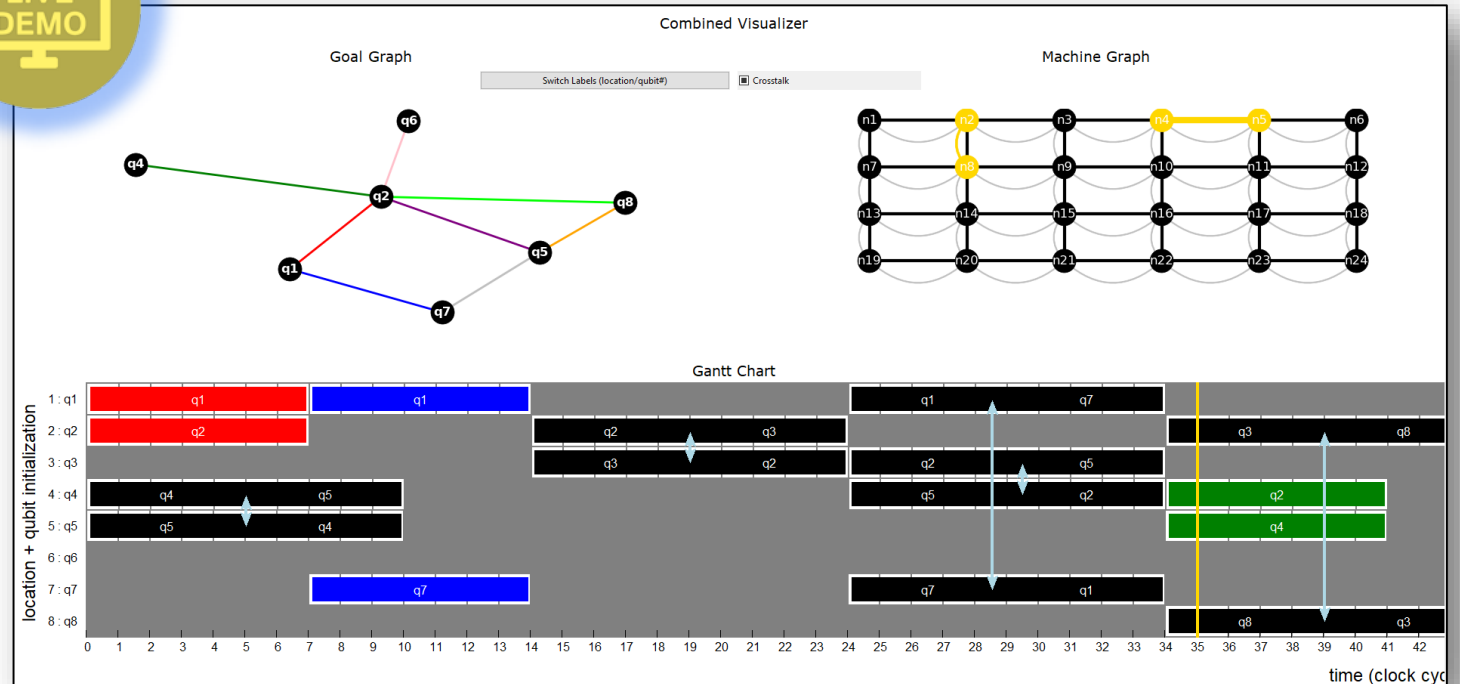 LIVE
DEMO
Combined Visualizer
Goal Graph
Machine Graph
Switch Labels (location/qubit#)
Crosstalk
q6
q4
q2
q8
q5
q1
q7
n1 n2 n3 n4 n5 n6
n7 n8 n9 n10 n11 n12
n13 n14 n15 n16 n17 n18
n19 n20 n21 n22 n23 n24
Gantt Chart
location + qubit initialization
1 : q1 q1 q1 q1 q7
2 : q2 q2 q2 q3 q3 q8
3 : q3 q3 q2 q2 q5
4 : q4 q4 q5 q5 q2 q2
5 : q5 q5 q4 q4
6 : q6
7 : q7 q7 q7 q1
8 : q8 q8 q3
0 1 2 3 4 5 6 7 8 9 10 11 12 13 14 15 16 17 18 19 20 21 22 23 24 25 26 27 28 29 30 31 32 33 34 35 36 37 38 39 40 41 42
time (clock cyc